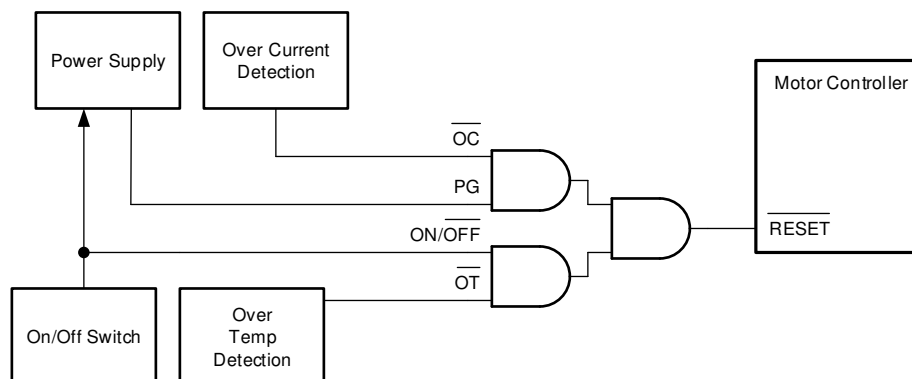 Power Supply
Over Current
Detection
Motor Controller
OC
PG
ON/OFF
RESET
OT
On/Off Switch
Over
Temp
Detection